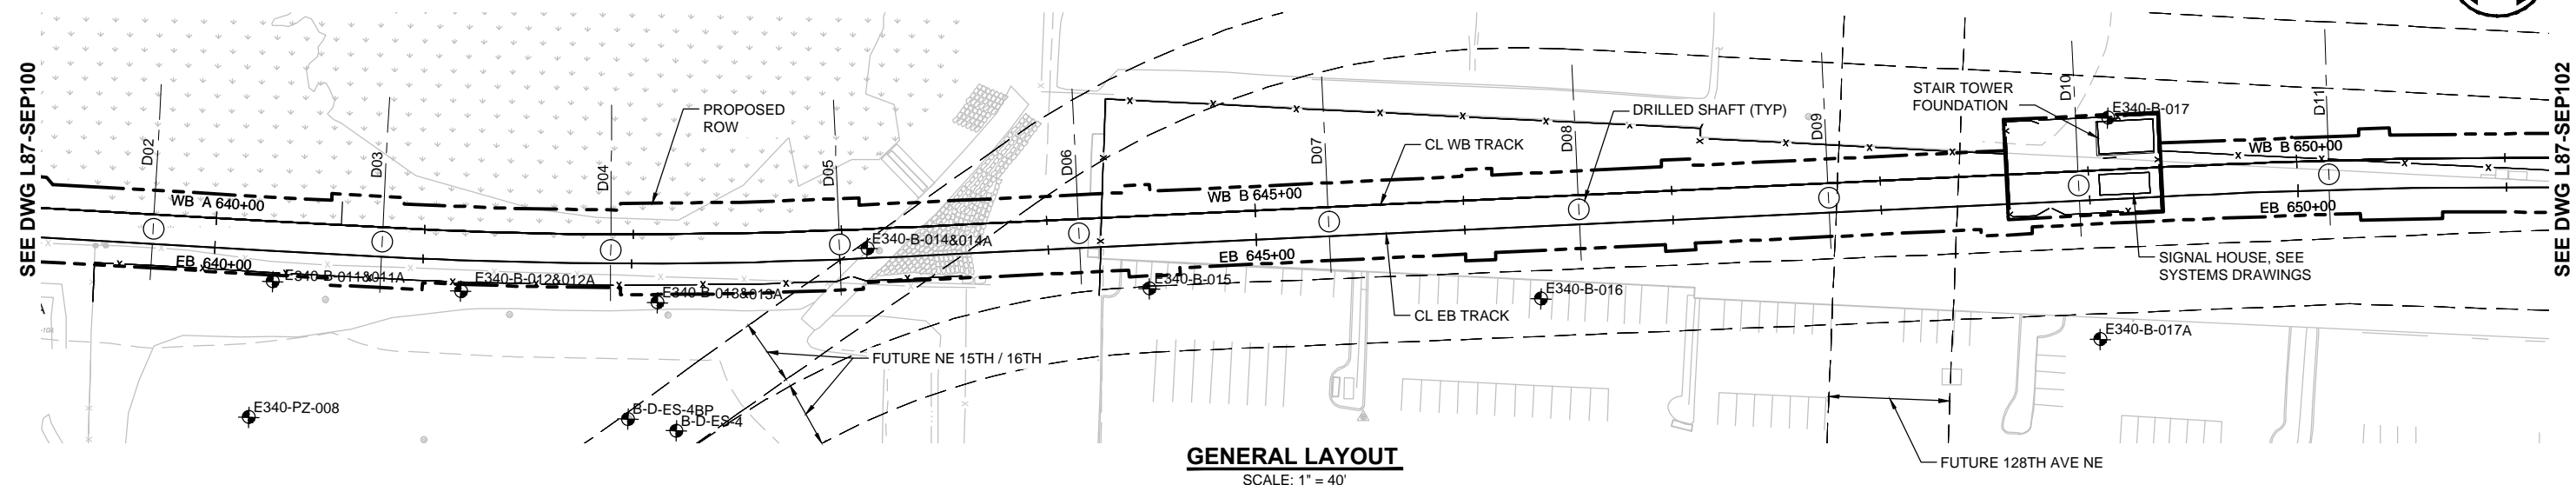 SEE DWG L87-SEP100
D02
D03
D04
D05
D06
D07
D08
D09
D10
D11
PROPOSED
ROW
DRILLED SHAFT (TYP)
CL WB TRACK
STAIR TOWER
FOUNDATION
E340-B-017
WB A 640+00
WB B 645+00
WB B 650+00
EB 640+00
EB 645+00
EB 650+00
E340-B-011&011A
E340-B-012&012A
E340-B-013&013A
E340-B-014&014A
E340-B-015
E340-B-016
CL EB TRACK
SIGNAL HOUSE, SEE
SYSTEMS DRAWINGS
E340-B-017A
FUTURE NE 15TH / 16TH
E340-PZ-008
B-D-ES-4BP
B-D-ES-4
FUTURE 128TH AVE NE
SEE DWG L87-SEP102
GENERAL LAYOUT
SCALE: 1" = 40'